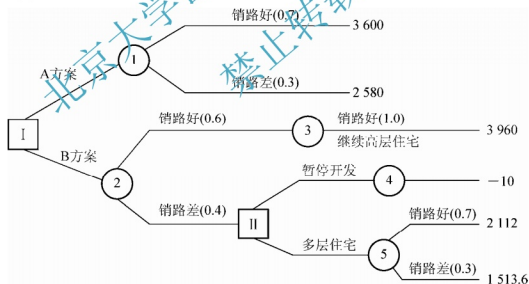 销路好(0.7)
3 600
A方案
1
销路差(0.3)
2 580
I
B方案
销路好(0.6)
3
销路好(1.0)
继续高层住宅
3 960
2
暂停开发
4
-10
销路差(0.4)
II
销路好(0.7)
2 112
多层住宅
5
销路差(0.3)
1 513.6
北京大学
禁止转载